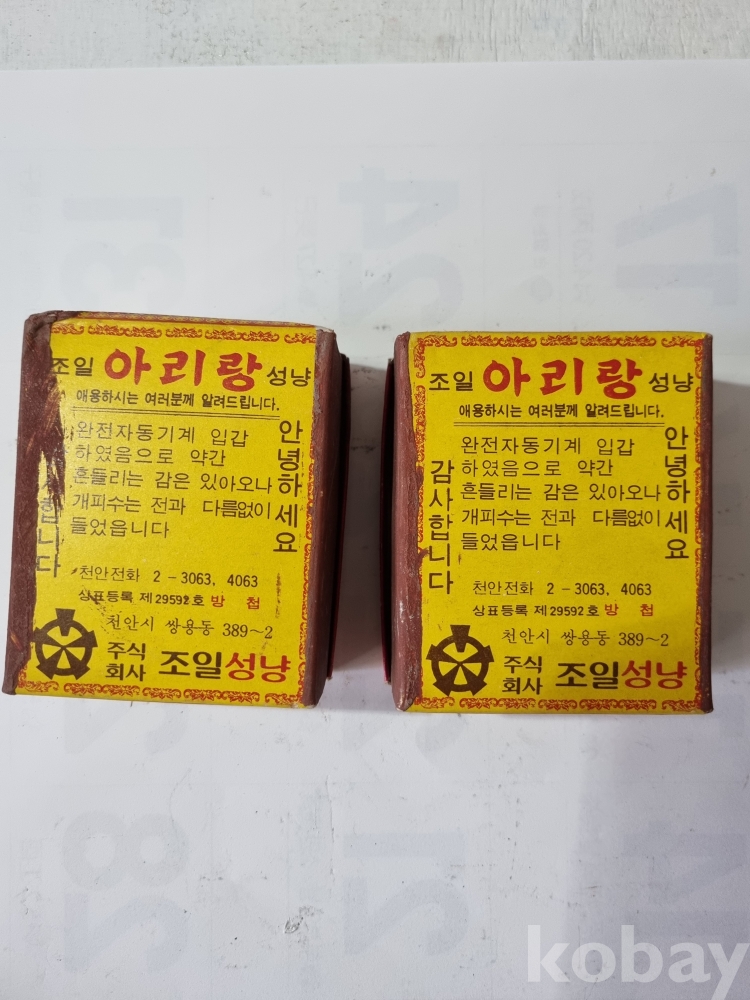 조일 아리랑 성냥
애용하시는 여러분께 알려드립니다.
안녕하세요
완전자동기계 입갑
하였음으로 약간
흔들리는 감은 있아오나
개피수는 전과 다름없이
들었읍니다
사합니다
천안전화 2-3063, 4063
상표등록 제29592호 방첩
천안시 쌍용동 389~2
주식회사 조일성냥
조일 아리랑 성냥
애용하시는 여러분께 알려드립니다.
안녕하세요
완전자동기계 입갑
하였음으로 약간
흔들리는 감은 있아오나
개피수는 전과 다름없이
들었읍니다
감사합니다
천안전화 2-3063, 4063
상표등록 제29592호 방첩
천안시 쌍용동 389~2
주식회사 조일성냥
kobay